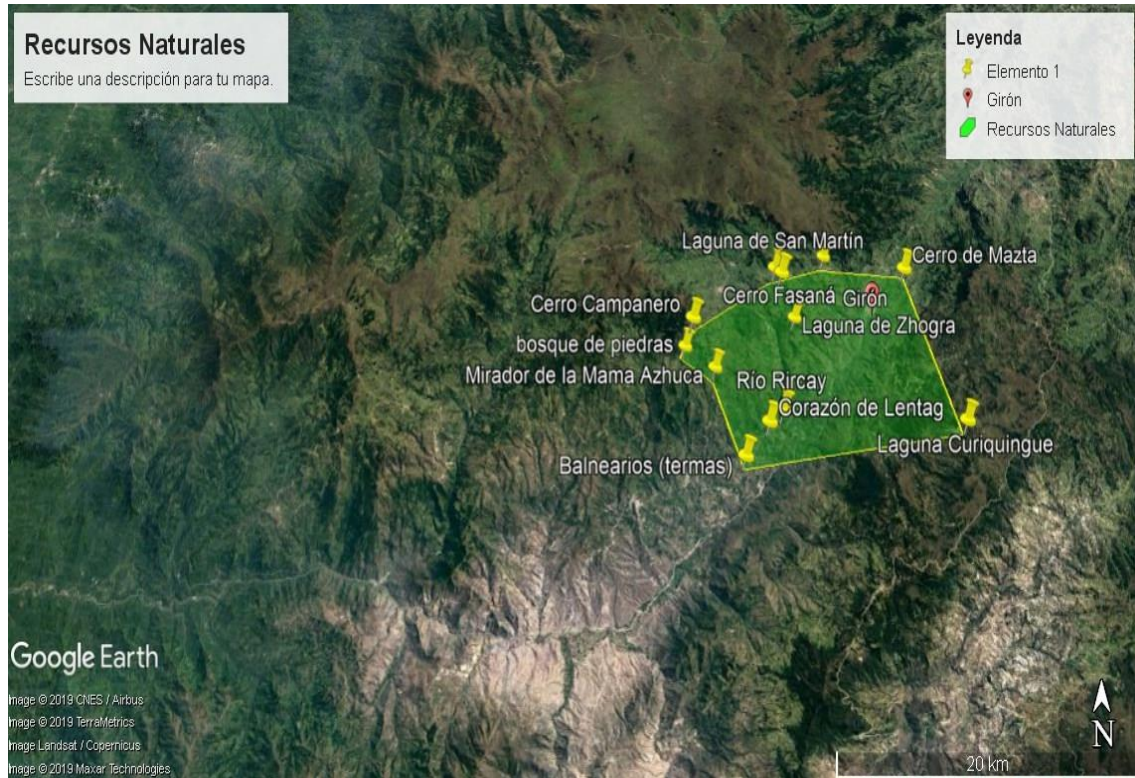 Recursos Naturales
Escribe una descripción para tu mapa.
Leyenda
Elemento 1
Girón
Recursos Naturales
Laguna de San Martín
Cerro de Mazta
Cerro Campanero
Cerro Fasaná
Girón
Laguna de Zhogra
bosque de piedras
Mirador de la Mama Azhuca
Río Rircay
Corazón de Lentag
Laguna Curiquingue
Balnearios (termas)
Google Earth
Image © 2019 CNES / Airbus
Image © 2019 TerraMetrics
Image Landsat / Copernicus
Image © 2019 Maxar Technologies
N
20 km